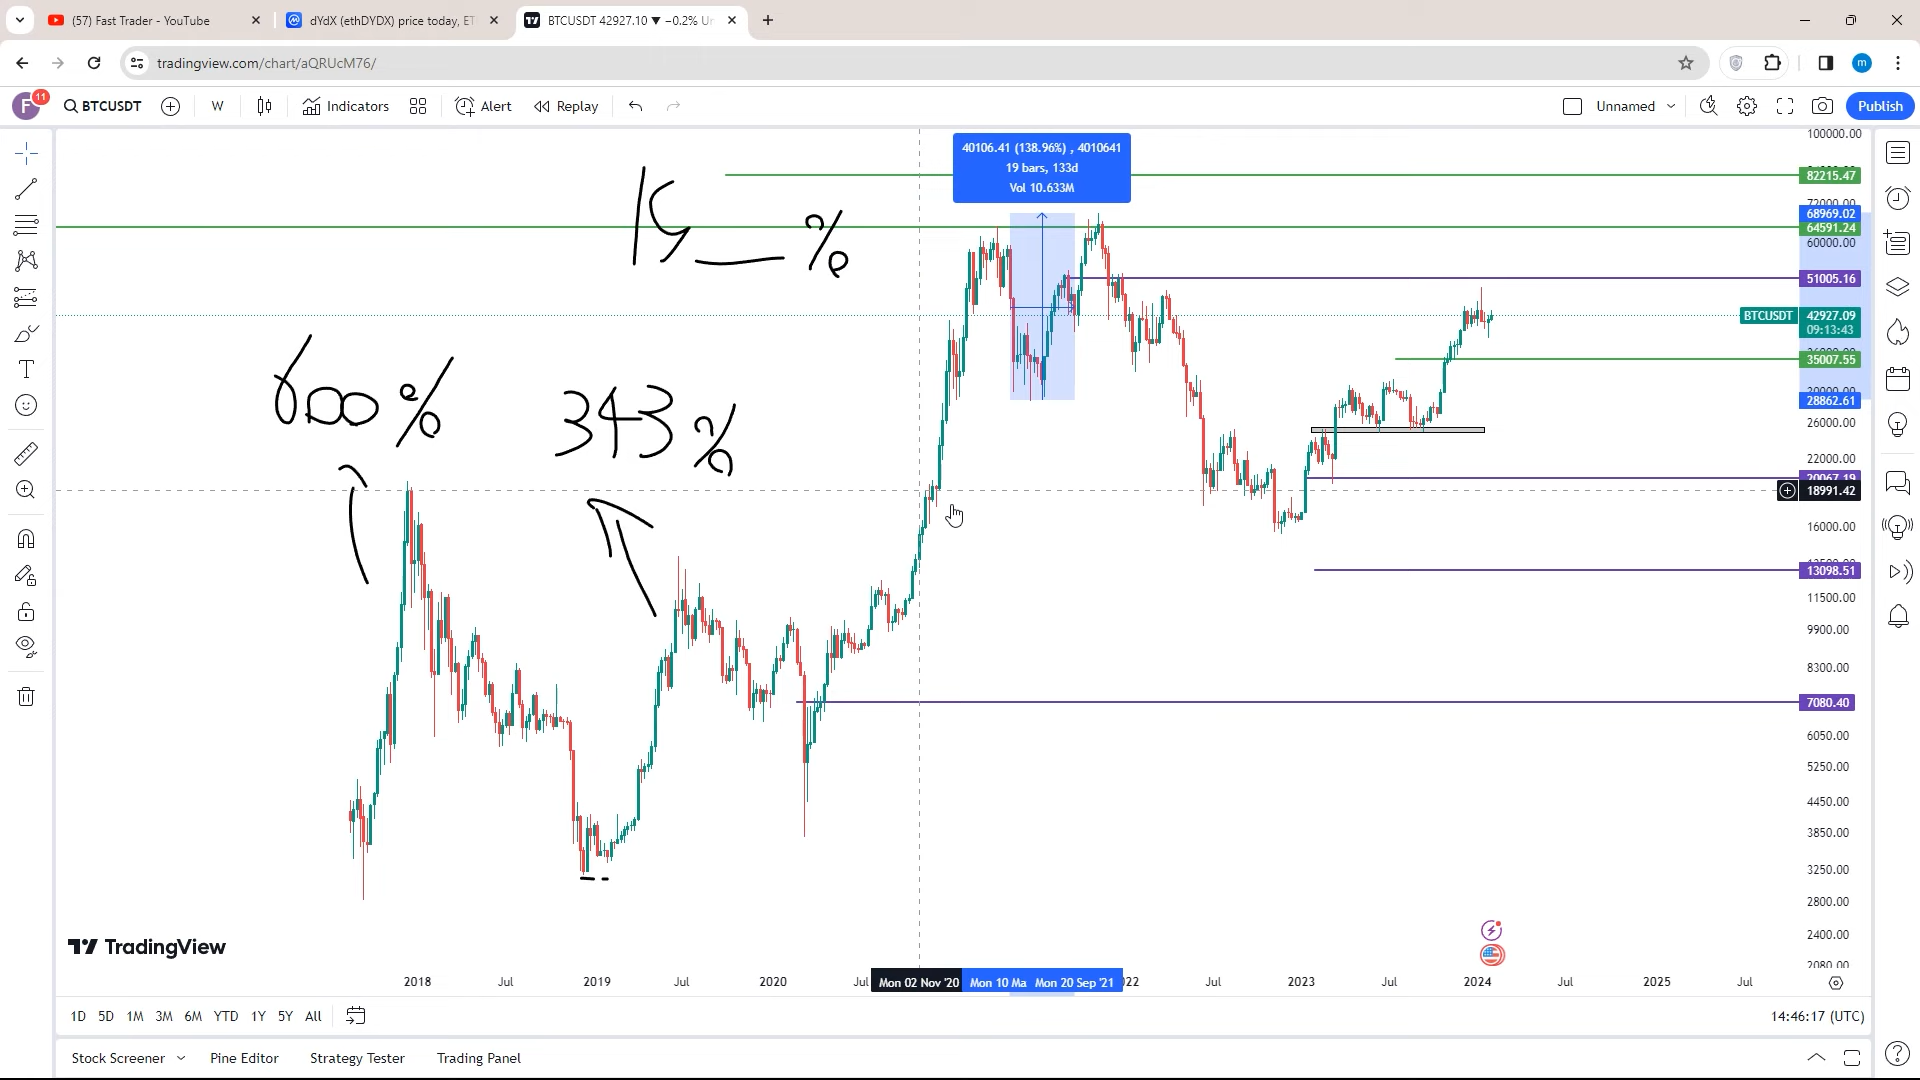 (57) Fast Trader - YouTube
dYdX (ethDYDX) price today, ET
BTCUSDT 42927.10 ▼ −0.2% Un
tradingview.com/chart/aQRUcM76/
F 11 BTCUSDT W Indicators Alert Replay Unnamed Publish
100000.00
40106.41 (138.96%) , 4010641
19 bars, 133d
Vol 10.633M
82215.47
72000.00
68969.02
64591.24
60000.00
15 %
51005.16
BTCUSDT 42927.09
09:13:43
35007.55
30000.00
28862.61
600 %
343 %
26000.00
22000.00
20067.19
18991.42
16000.00
13098.51
11500.00
9900.00
8300.00
7080.40
6050.00
5250.00
4450.00
3850.00
3250.00
2800.00
2400.00
2080.00
TradingView
2018 Jul 2019 Jul 2020 Jul Mon 02 Nov '20 Mon 10 Ma Mon 20 Sep '21 22 Jul 2023 Jul 2024 Jul 2025 Jul
1D 5D 1M 3M 6M YTD 1Y 5Y All 14:46:17 (UTC)
Stock Screener Pine Editor Strategy Tester Trading Panel